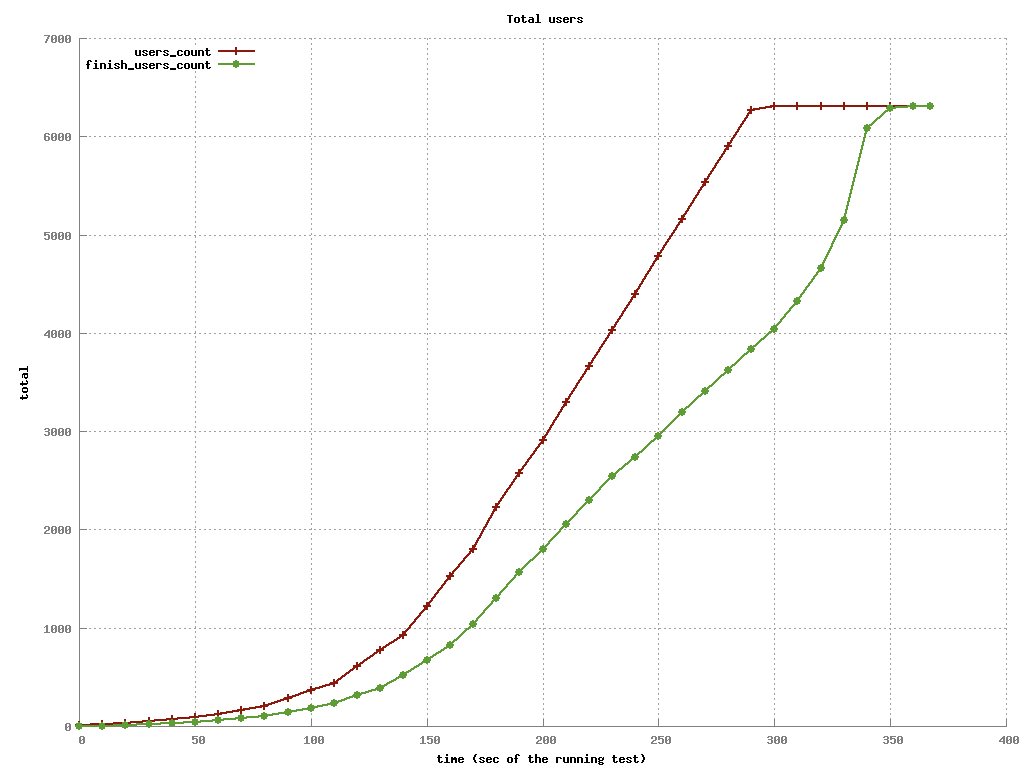 Total users
7000
users_count
finish_users_count
6000
5000
4000
total
3000
2000
1000
0
0 50 100 150 200 250 300 350 400
time (sec of the running test)